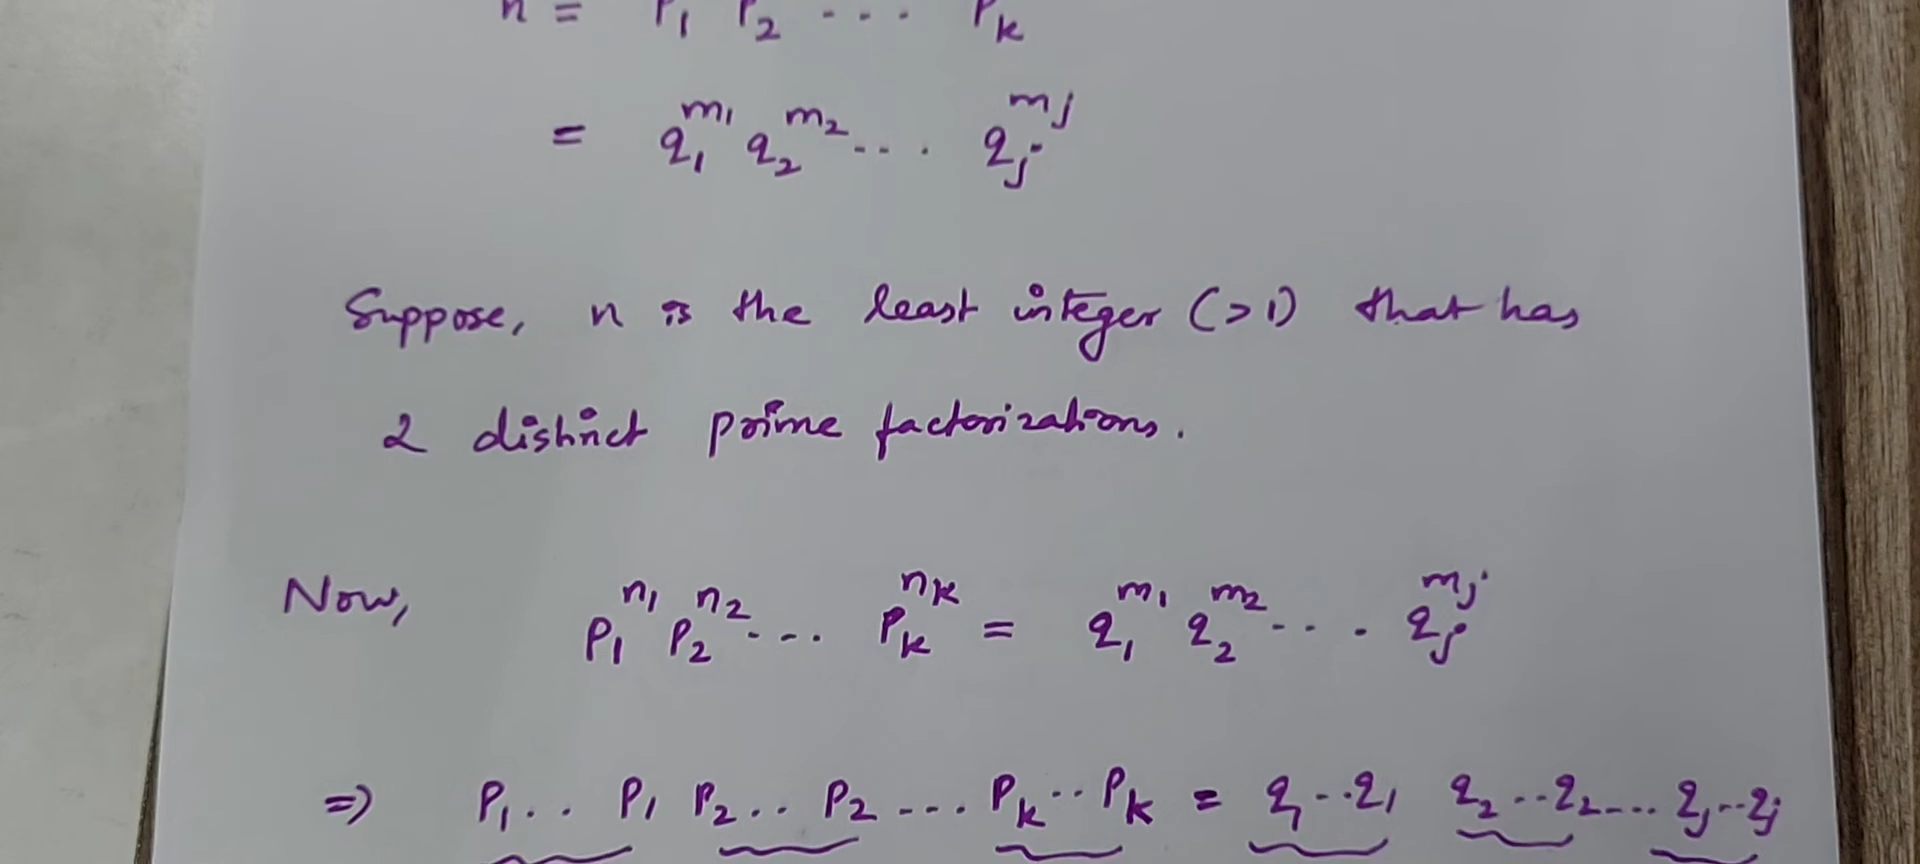 n = p₁ p₂ ... pₖ
= q₁^m₁ q₂^m₂ ... qⱼ^mⱼ
Suppose, n is the least integer (>1) that has
2 distinct prime factorizations.
Now, p₁^n₁ p₂^n₂ ... pₖ^nₖ = q₁^m₁ q₂^m₂ ... qⱼ^mⱼ
⇒ p₁.. p₁ p₂.. p₂ ... pₖ.. pₖ = q₁..q₁ q₂..q₂... qⱼ..qⱼ